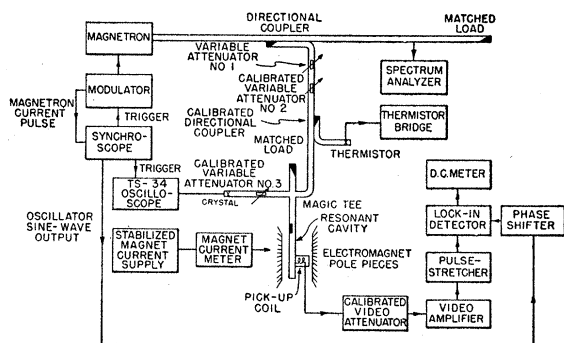 DIRECTIONAL
COUPLER
MATCHED
LOAD
MAGNETRON
VARIABLE
ATTENUATOR
NO 1
SPECTRUM
ANALYZER
MODULATOR
CALIBRATED
VARIABLE
ATTENUATOR
NO 2
MAGNETRON
CURRENT
PULSE
TRIGGER
CALIBRATED
DIRECTIONAL
COUPLER
THERMISTOR
BRIDGE
SYNCHRO-
SCOPE
MATCHED
LOAD
THERMISTOR
TRIGGER
CALIBRATED
VARIABLE
ATTENUATOR NO.3
TS-34
OSCILLO-
SCOPE
CRYSTAL
D.C. METER
MAGIC TEE
RESONANT
CAVITY
LOCK-IN
DETECTOR
PHASE
SHIFTER
OSCILLATOR
SINE-WAVE
OUTPUT
STABILIZED
MAGNET
CURRENT
SUPPLY
MAGNET
CURRENT
METER
ELECTROMAGNET
POLE PIECES
PULSE-
STRETCHER
PICK-UP
COIL
CALIBRATED
VIDEO
ATTENUATOR
VIDEO
AMPLIFIER